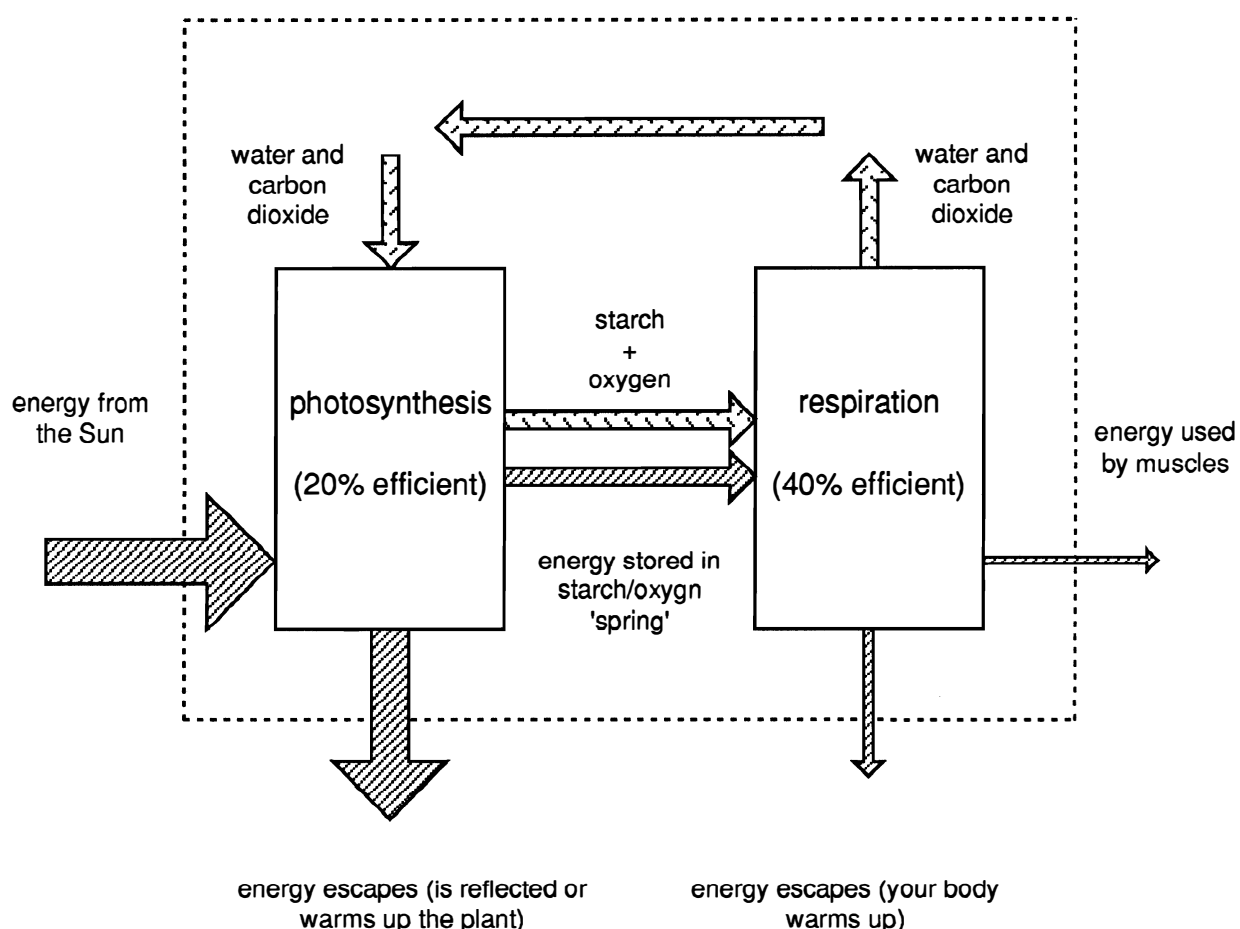 water and
carbon
dioxide
water and
carbon
dioxide
starch
+
oxygen
energy from
the Sun
photosynthesis
(20% efficient)
respiration
(40% efficient)
energy used
by muscles
energy stored in
starch/oxygn
'spring'
energy escapes (is reflected or
warms up the plant)
energy escapes (your body
warms up)